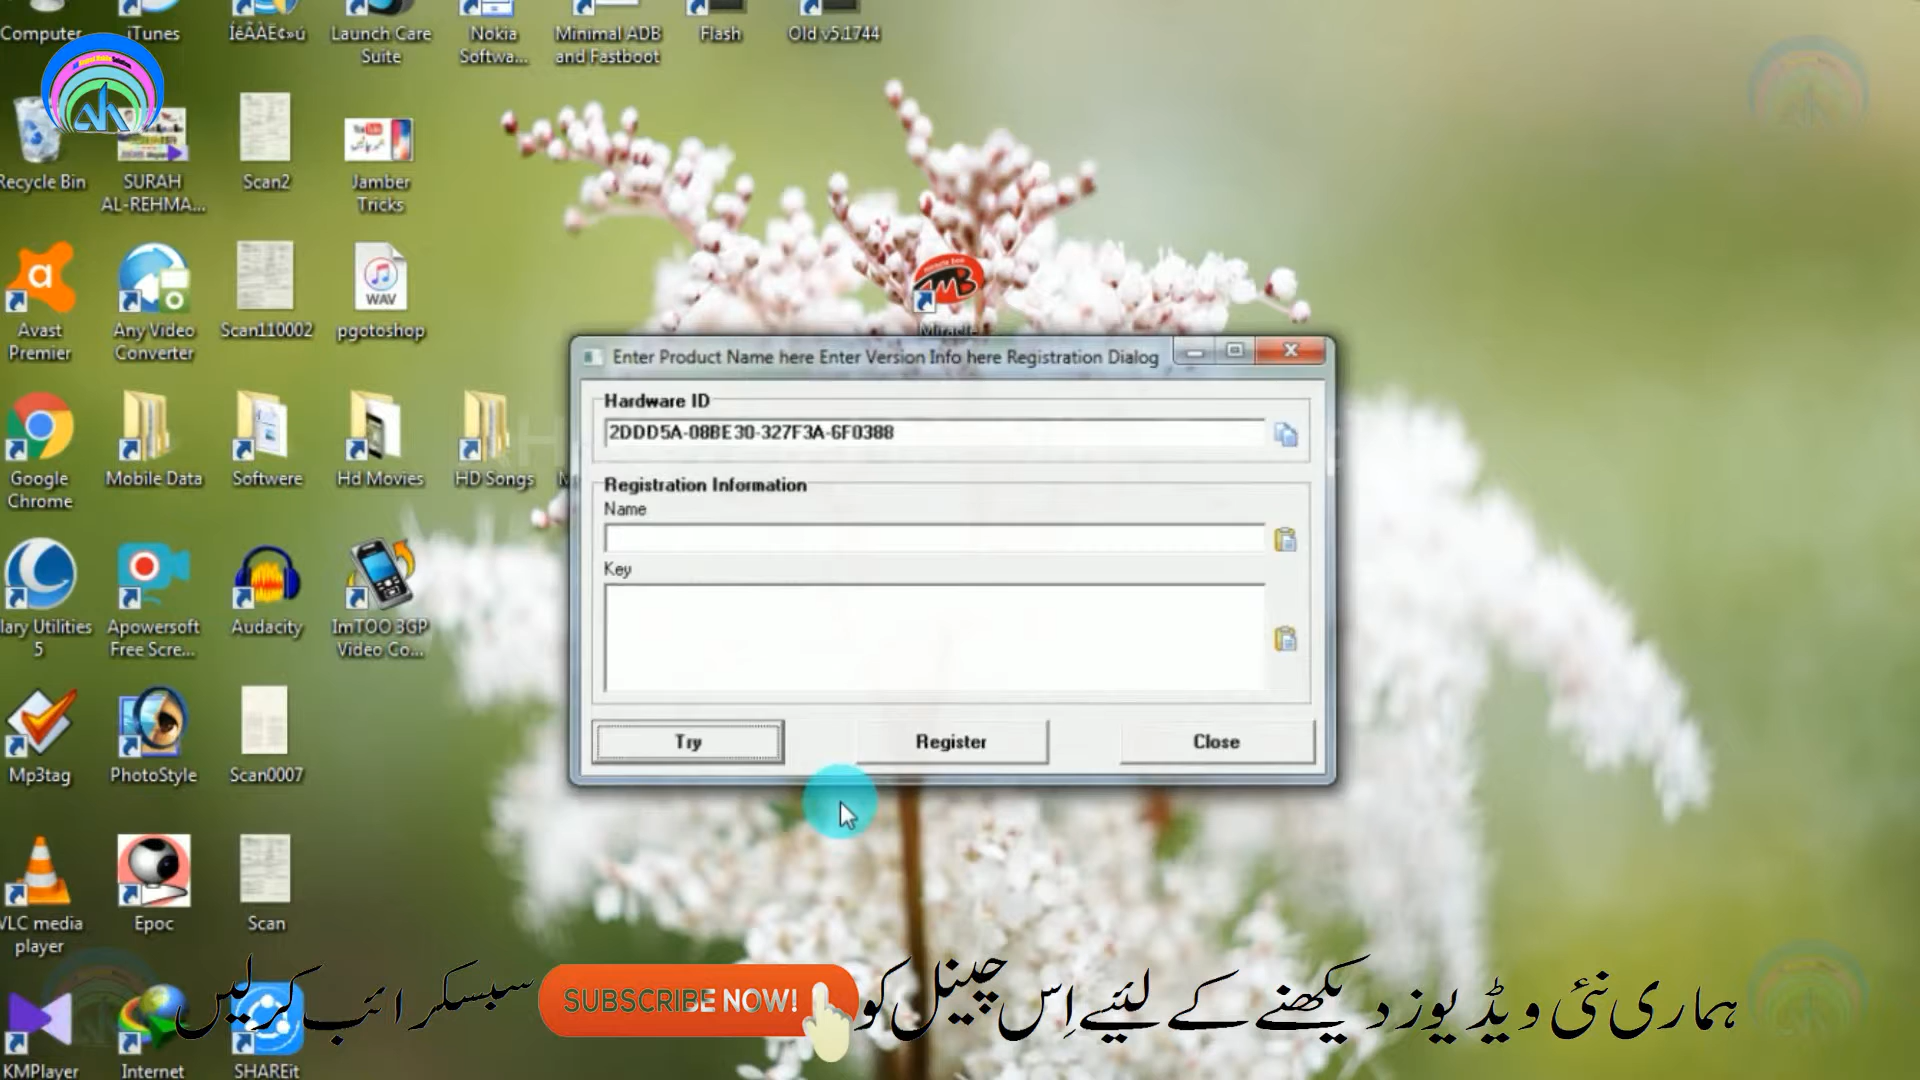 Computer
iTunes
ÍéÃÀË¢»ú
Launch Care
Suite
Nokia
Softwa...
Minimal ADB
and Fastboot
Flash
Old v5.1744
Recycle Bin
SURAH
AL-REHMA...
Scan2
Jamber
Tricks
Avast
Premier
Any Video
Converter
Scan110002
WAV
pgotoshop
Google
Chrome
Mobile Data
Softwere
Hd Movies
HD Songs
lary Utilities
5
Apowersoft
Free Scre...
Audacity
ImTOO 3GP
Video Co...
Mp3tag
PhotoStyle
Scan0007
VLC media
player
Epoc
Scan
KMPlayer
Internet
SHAREit
Miracle
Enter Product Name here Enter Version Info here Registration Dialog
Hardware ID
2DDD5A-08BE30-327F3A-6F0388
Registration Information
Name
Key
Try
Register
Close
ہماری نئی ویڈیوز دیکھنے کے لیئے اِس چینل کو
SUBSCRIBE NOW!
سبسکرائب کرلیں